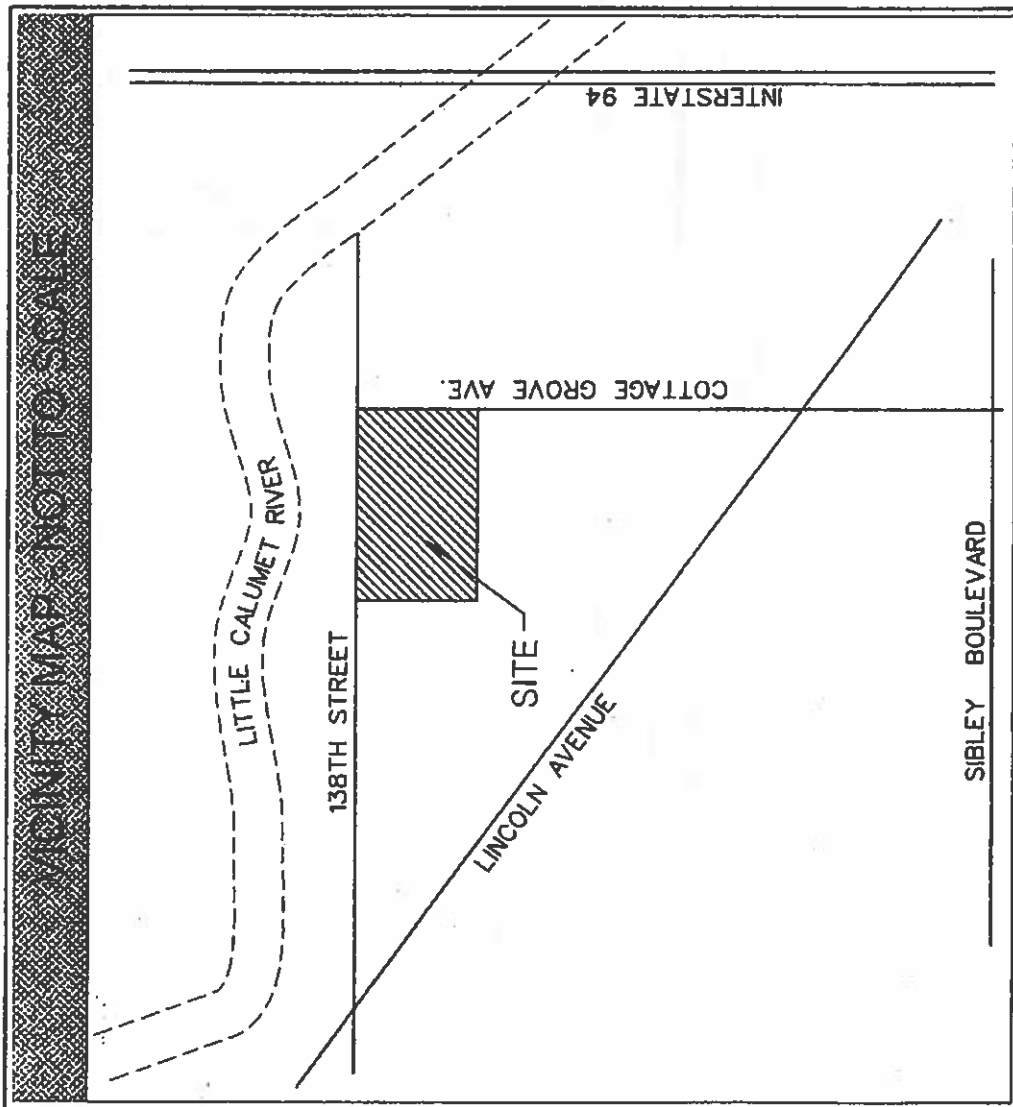 VICINITY MAP - NOT TO SCALE
LITTLE CALUMET RIVER
138TH STREET
SITE
LINCOLN AVENUE
COTTAGE GROVE AVE.
INTERSTATE 94
SIBLEY BOULEVARD